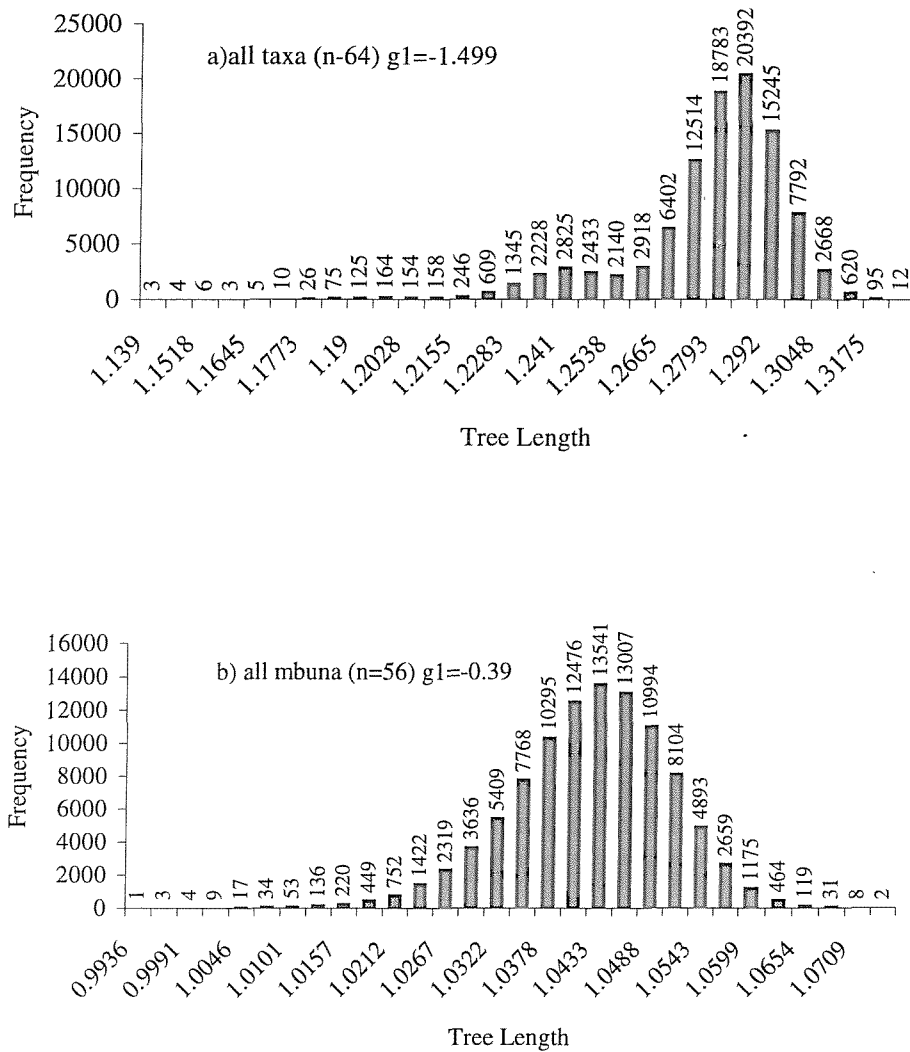 25000
20000
15000
10000
5000
0
Frequency
a)all taxa (n-64) g1=-1.499
3 4 6 3 5 10 26 75 125 164 154 158 246 609 1345 2228 2825 2433 2140 2918 6402 12514 18783 20392 15245 7792 2668 620 95 12
1.139 1.1518 1.1645 1.1773 1.19 1.2028 1.2155 1.2283 1.241 1.2538 1.2665 1.2793 1.292 1.3048 1.3175
Tree Length
16000
14000
12000
10000
8000
6000
4000
2000
0
Frequency
b) all mbuna (n=56) g1=-0.39
1 3 4 9 17 34 53 136 220 449 752 1422 2319 3636 5409 7768 10295 12476 13541 13007 10994 8104 4893 2659 1175 464 119 31 8 2
0.9936 0.9991 1.0046 1.0101 1.0157 1.0212 1.0267 1.0322 1.0378 1.0433 1.0488 1.0543 1.0599 1.0654 1.0709
Tree Length